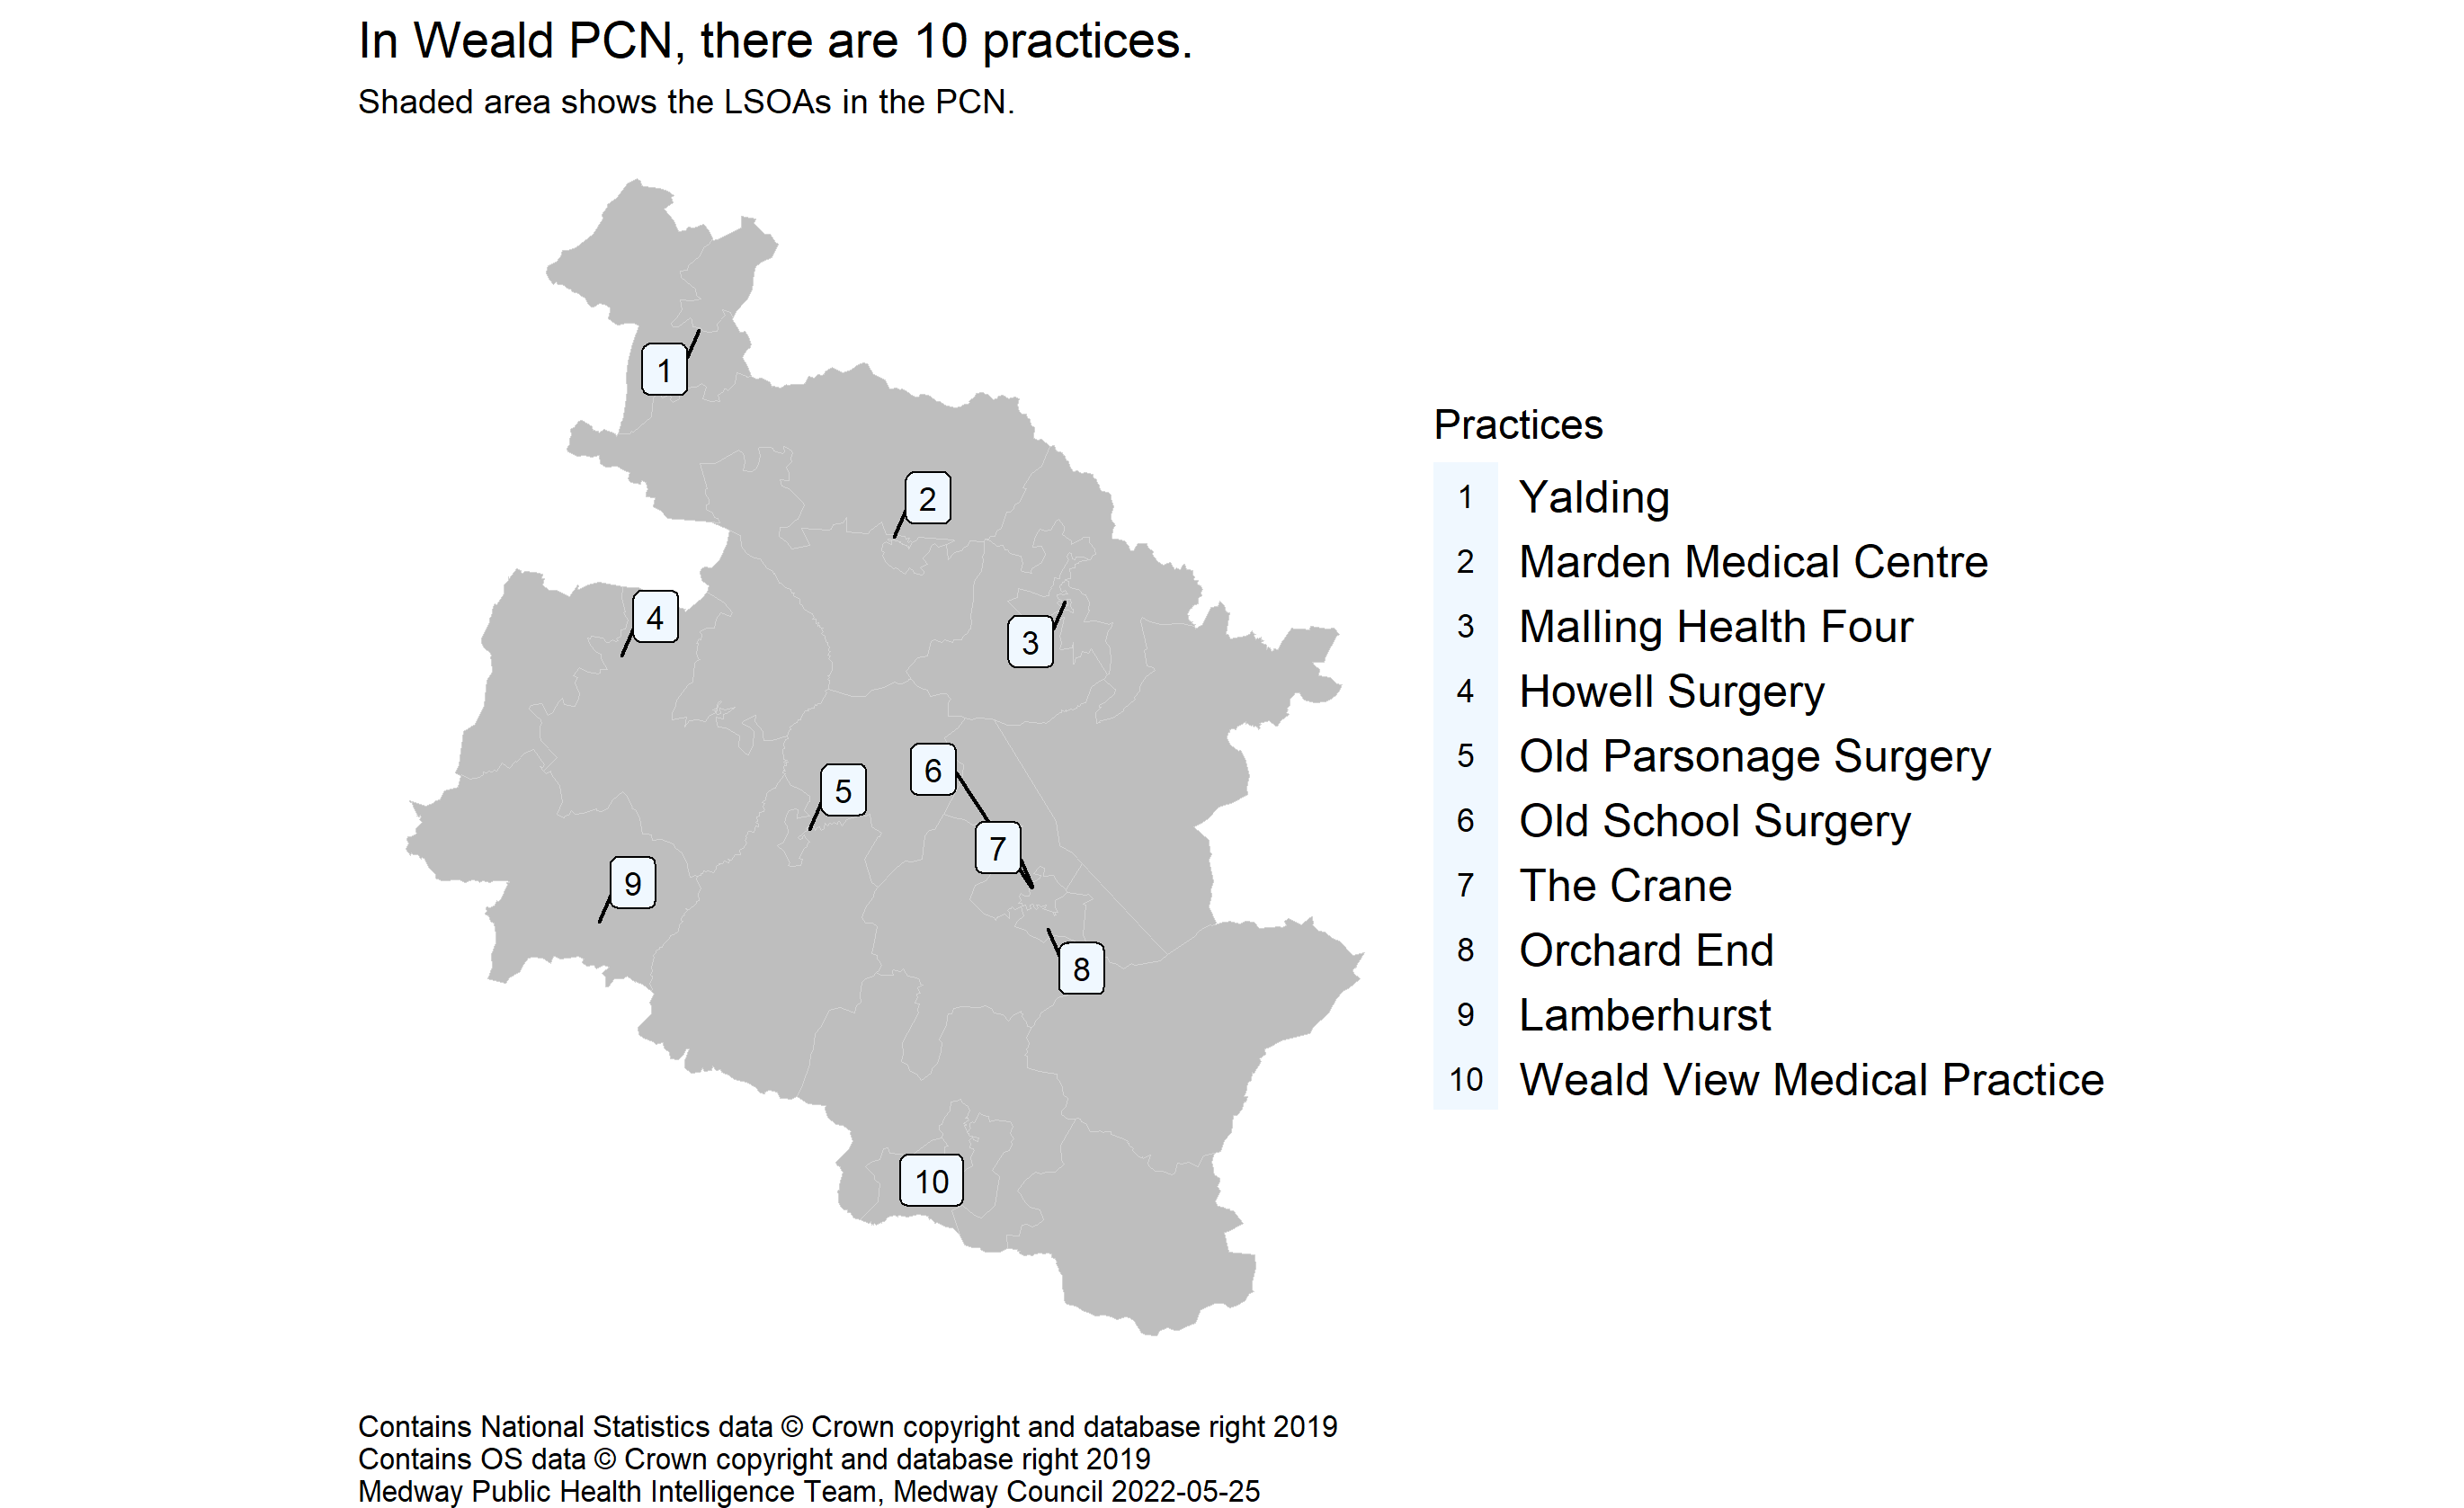 In Weald PCN, there are 10 practices.
Shaded area shows the LSOAs in the PCN.
1
2
3
4
5
6
7
8
9
10
Practices
1 Yalding
2 Marden Medical Centre
3 Malling Health Four
4 Howell Surgery
5 Old Parsonage Surgery
6 Old School Surgery
7 The Crane
8 Orchard End
9 Lamberhurst
10 Weald View Medical Practice
Contains National Statistics data © Crown copyright and database right 2019
Contains OS data © Crown copyright and database right 2019
Medway Public Health Intelligence Team, Medway Council 2022-05-25